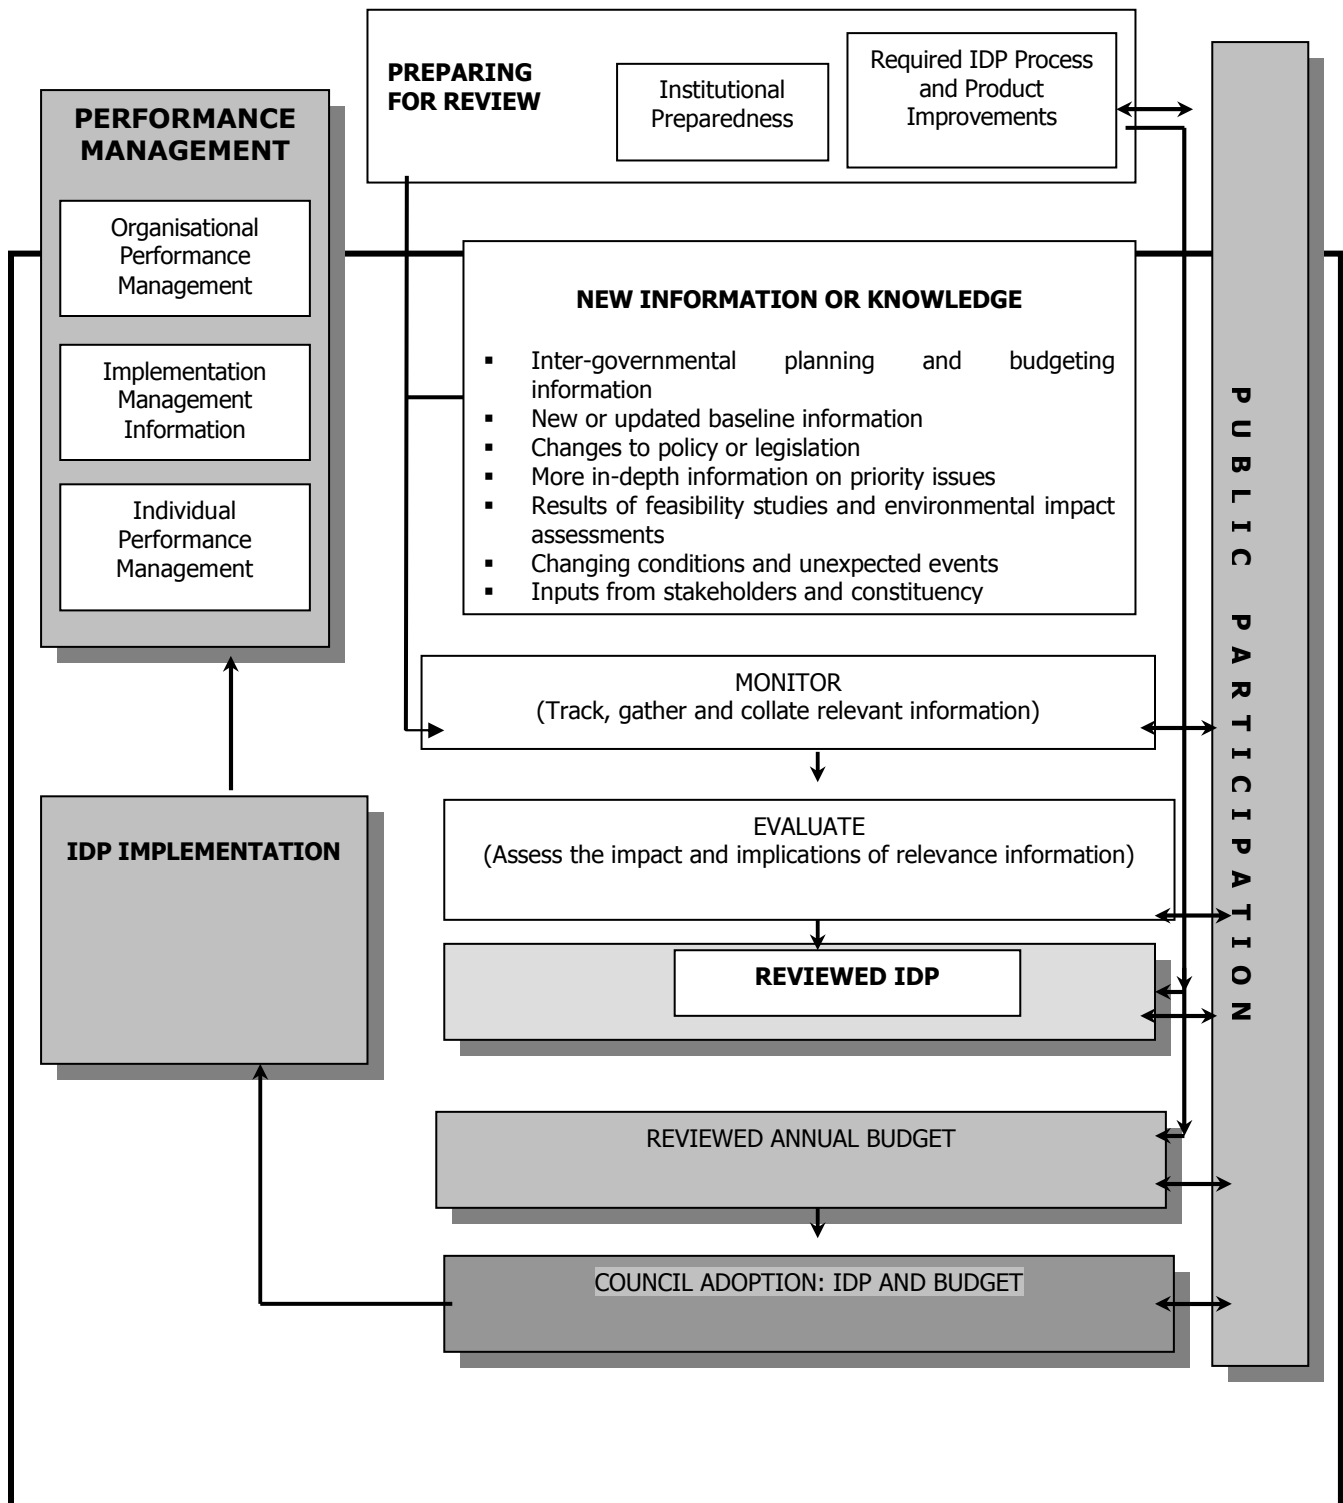 PREPARING
FOR REVIEW
Institutional
Preparedness
Required IDP Process
and Product
Improvements
PERFORMANCE
MANAGEMENT
Organisational
Performance
Management
Implementation
Management
Information
Individual
Performance
Management
NEW INFORMATION OR KNOWLEDGE
▪ Inter-governmental planning and budgeting
information
▪ New or updated baseline information
▪ Changes to policy or legislation
▪ More in-depth information on priority issues
▪ Results of feasibility studies and environmental impact
assessments
▪ Changing conditions and unexpected events
▪ Inputs from stakeholders and constituency
MONITOR
(Track, gather and collate relevant information)
IDP IMPLEMENTATION
EVALUATE
(Assess the impact and implications of relevance information)
REVIEWED IDP
REVIEWED ANNUAL BUDGET
COUNCIL ADOPTION: IDP AND BUDGET
PUBLIC PARTICIPATION